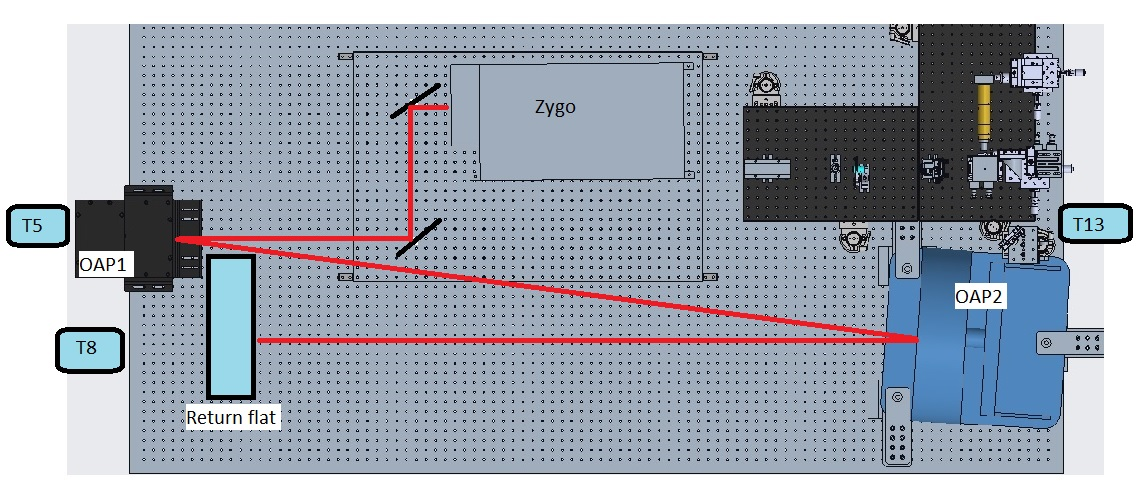 Zygo
T5
T13
OAP1
OAP2
T8
Return flat